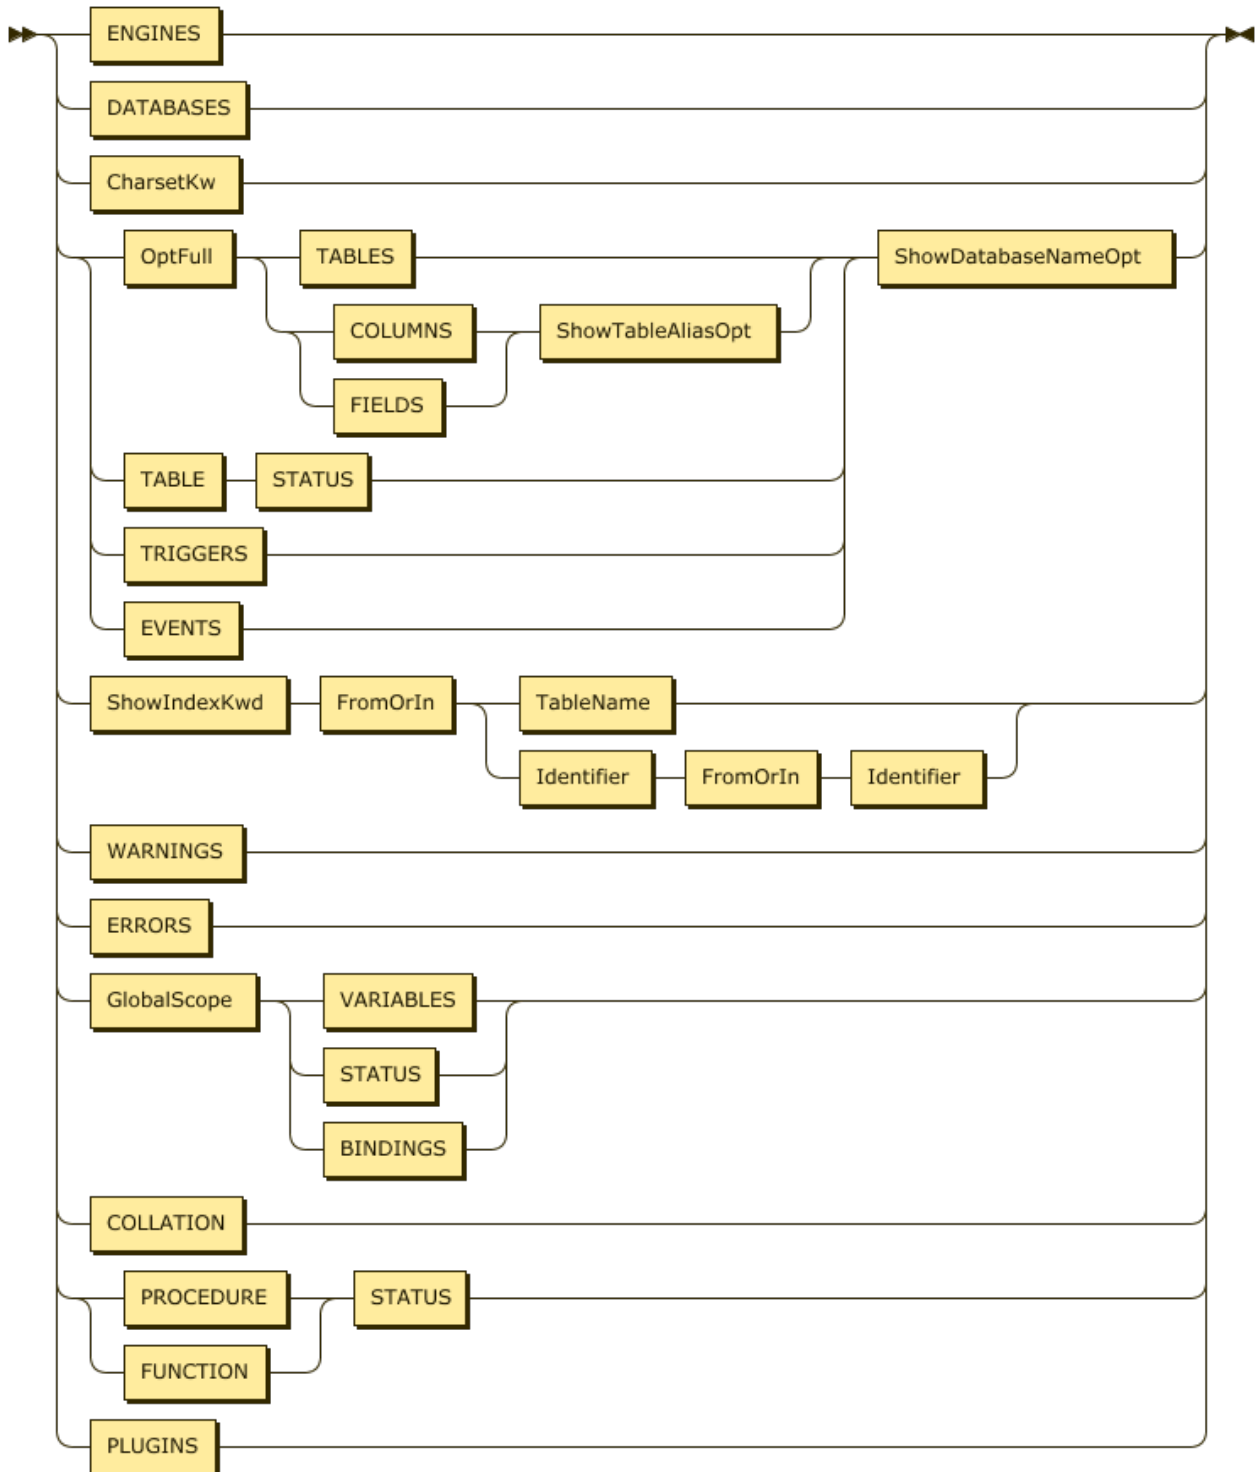 ENGINES
DATABASES
CharsetKw
OptFull TABLES ShowDatabaseNameOpt
COLUMNS ShowTableAliasOpt
FIELDS
TABLE STATUS
TRIGGERS
EVENTS
ShowIndexKwd FromOrIn TableName
Identifier FromOrIn Identifier
WARNINGS
ERRORS
GlobalScope VARIABLES
STATUS
BINDINGS
COLLATION
PROCEDURE STATUS
FUNCTION
PLUGINS